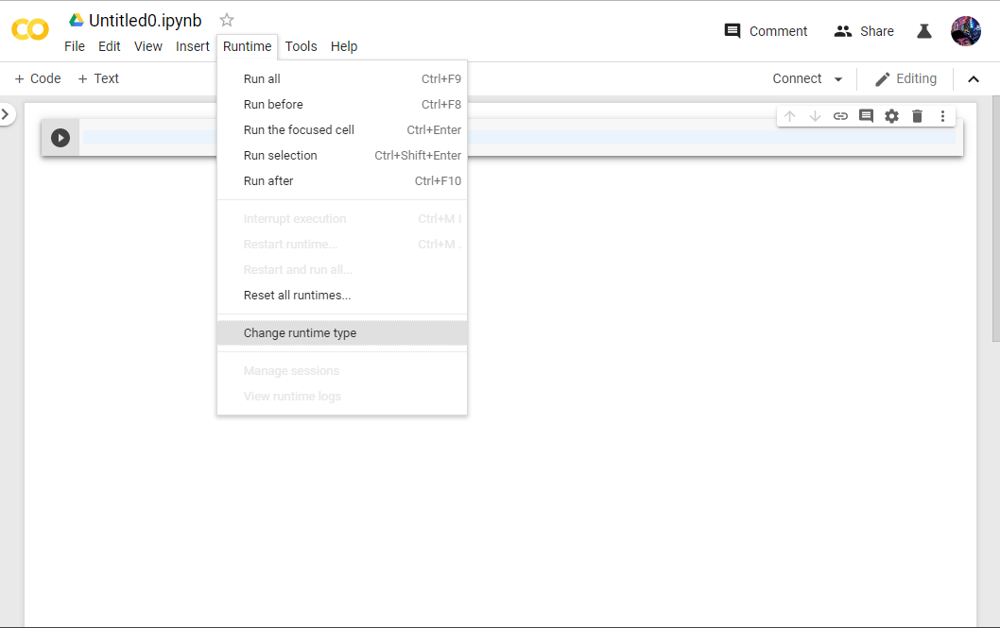 CO Untitled0.ipynb
File Edit View Insert Runtime Tools Help
Comment Share
+ Code + Text
Connect Editing
Run all Ctrl+F9
Run before Ctrl+F8
Run the focused cell Ctrl+Enter
Run selection Ctrl+Shift+Enter
Run after Ctrl+F10
Interrupt execution Ctrl+M I
Restart runtime... Ctrl+M .
Restart and run all...
Reset all runtimes...
Change runtime type
Manage sessions
View runtime logs